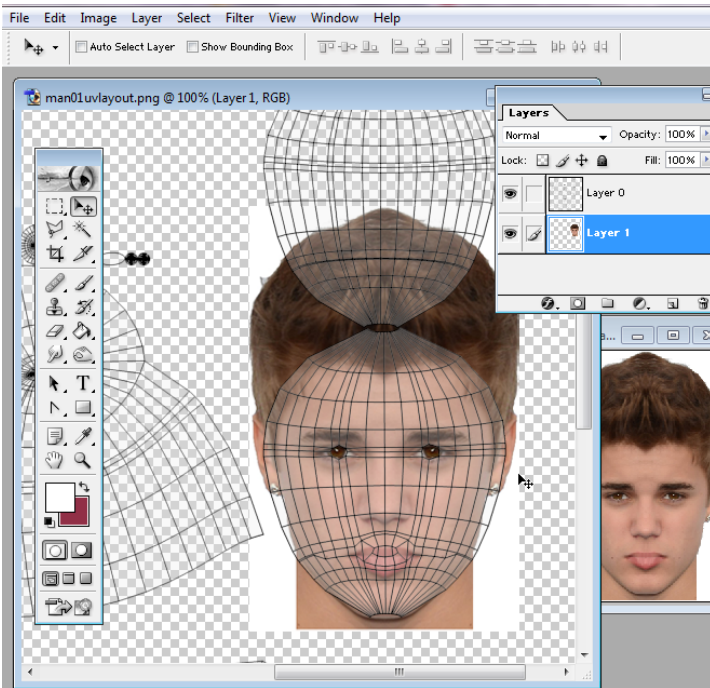 File Edit Image Layer Select Filter View Window Help
Auto Select Layer Show Bounding Box
man01uvlayout.png @ 100% (Layer 1, RGB)
Layers
Normal Opacity: 100%
Lock: Fill: 100%
Layer 0
Layer 1
a...
T